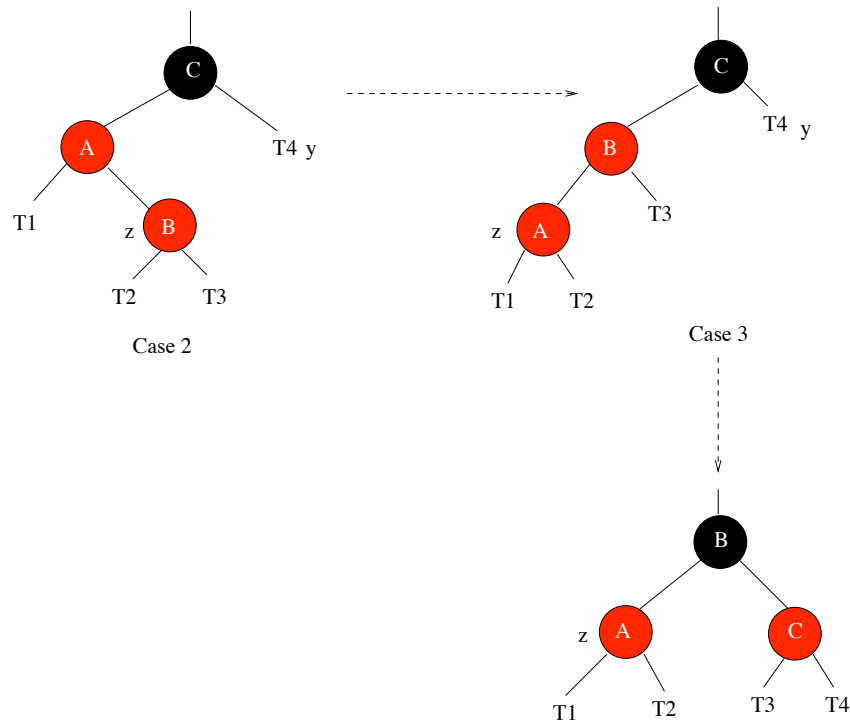 C
C
T4 y
T4 y
A
B
T1
z B
T3
z A
T2 T3
T1 T2
Case 2
Case 3
B
z A
C
T1 T2
T3 T4